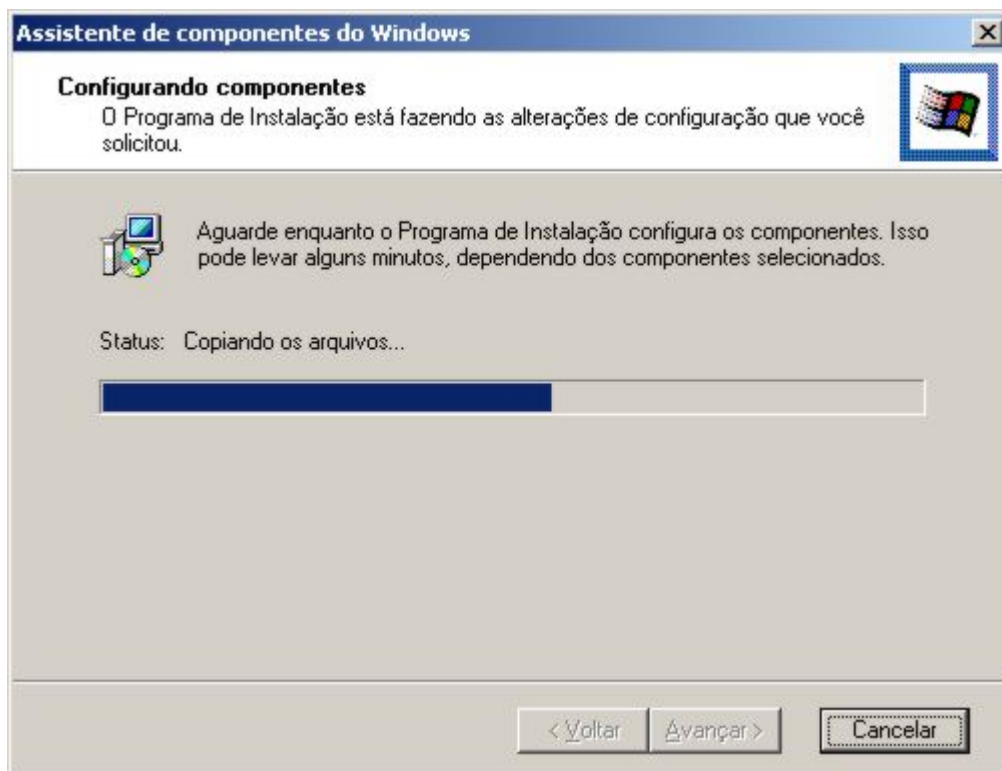 Assistente de componentes do Windows
Configurando componentes
O Programa de Instalação está fazendo as alterações de configuração que você
solicitou.
Aguarde enquanto o Programa de Instalação configura os componentes. Isso
pode levar alguns minutos, dependendo dos componentes selecionados.
Status: Copiando os arquivos...
< Voltar Avançar > Cancelar